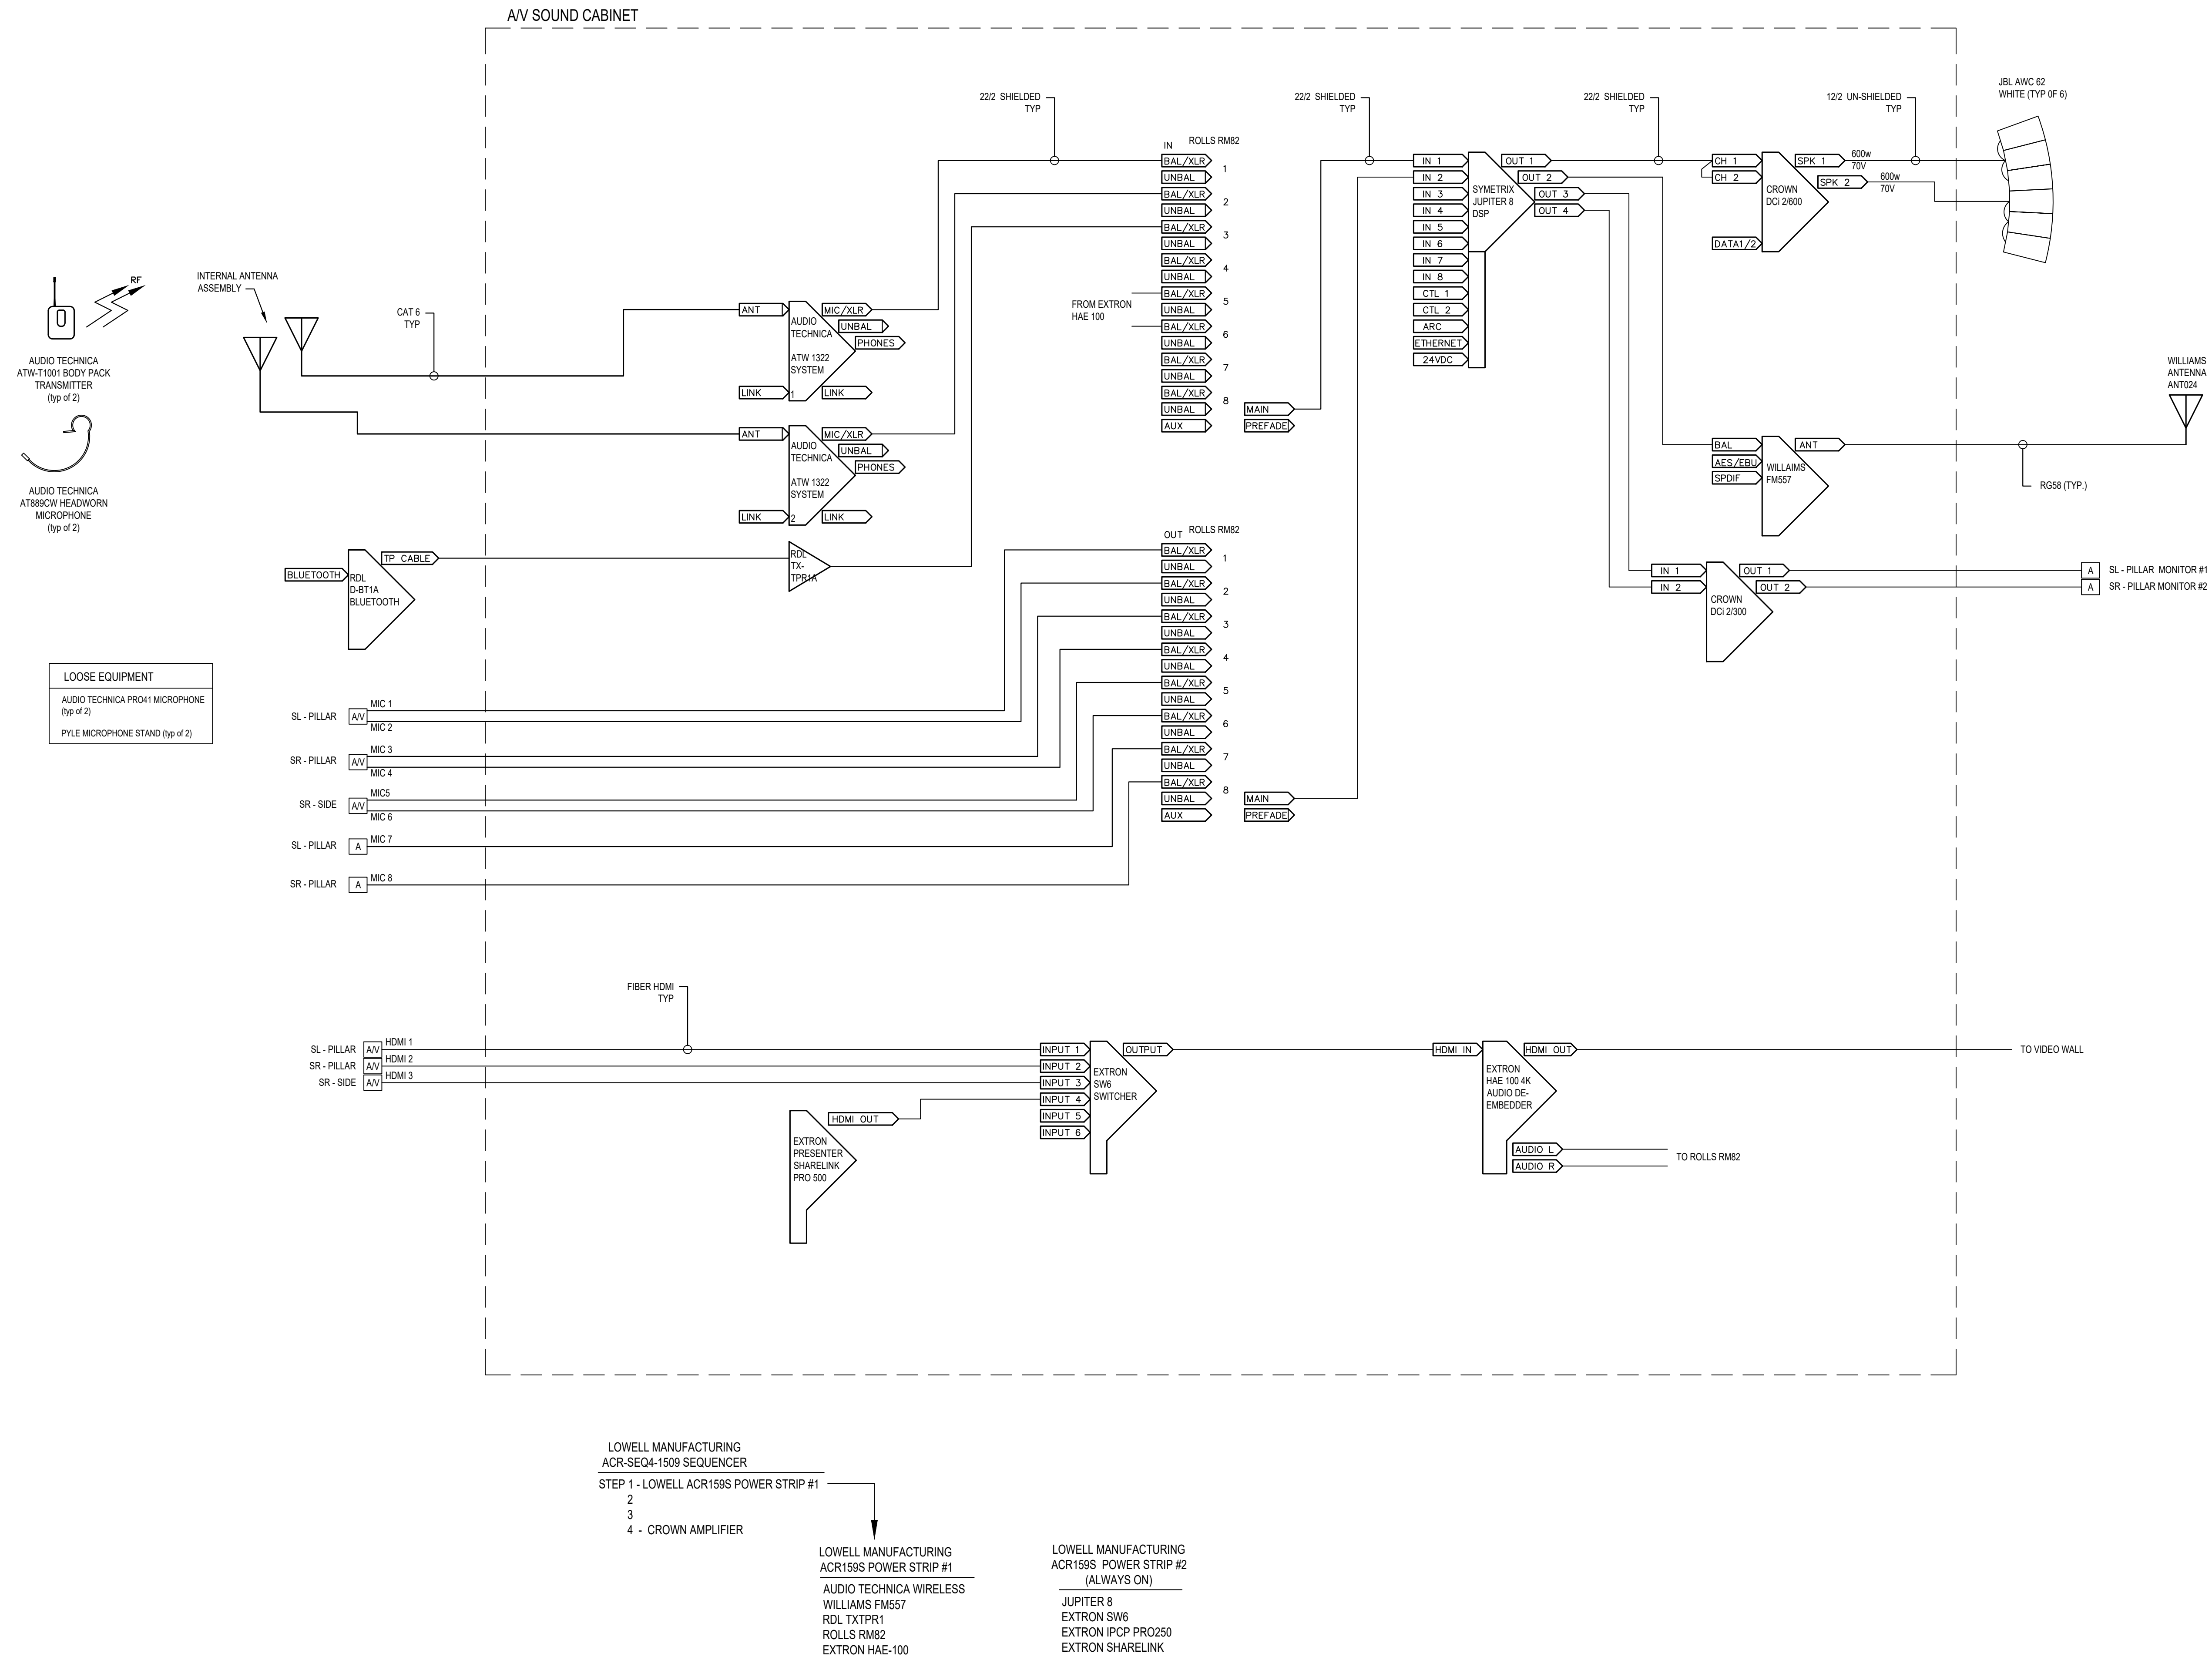 A/V SOUND CABINET
JBL AWC 62
WHITE (TYP 0F 6)
22/2 SHIELDED
TYP
22/2 SHIELDED
TYP
22/2 SHIELDED
TYP
12/2 UN-SHIELDED
TYP
IN
ROLLS RM82
BAL/XLR
1
UNBAL
BAL/XLR
2
UNBAL
BAL/XLR
3
UNBAL
BAL/XLR
4
UNBAL
BAL/XLR
5
UNBAL
BAL/XLR
6
UNBAL
BAL/XLR
7
UNBAL
BAL/XLR
8
UNBAL
AUX
MAIN
PREFADE
FROM EXTRON
HAE 100
IN 1
IN 2
IN 3
IN 4
IN 5
IN 6
IN 7
IN 8
CTL 1
CTL 2
ARC
ETHERNET
24VDC
SYMETRIX
JUPITER 8
DSP
OUT 1
OUT 2
OUT 3
OUT 4
CH 1
CH 2
DATA1/2
CROWN
DCi 2/600
SPK 1
600w
70V
SPK 2
600w
70V
RF
INTERNAL ANTENNA
ASSEMBLY
CAT 6
TYP
AUDIO TECHNICA
ATW-T1001 BODY PACK
TRANSMITTER
(typ of 2)
AUDIO TECHNICA
AT889CW HEADWORN
MICROPHONE
(typ of 2)
ANT
MIC/XLR
UNBAL
PHONES
AUDIO
TECHNICA
ATW 1322
SYSTEM
LINK
1
LINK
ANT
MIC/XLR
UNBAL
PHONES
AUDIO
TECHNICA
ATW 1322
SYSTEM
LINK
2
LINK
WILLIAMS
ANTENNA
ANT024
BAL
AES/EBU
SPDIF
WILLAIMS
FM557
ANT
RG58 (TYP.)
BLUETOOTH
RDL
D-BT1A
BLUETOOTH
TP CABLE
RDL
TX-
TPR1A
OUT
ROLLS RM82
BAL/XLR
1
UNBAL
BAL/XLR
2
UNBAL
BAL/XLR
3
UNBAL
BAL/XLR
4
UNBAL
BAL/XLR
5
UNBAL
BAL/XLR
6
UNBAL
BAL/XLR
7
UNBAL
BAL/XLR
8
UNBAL
AUX
MAIN
PREFADE
IN 1
IN 2
CROWN
DCi 2/300
OUT 1
OUT 2
A
SL - PILLAR MONITOR #1
A
SR - PILLAR MONITOR #2
LOOSE EQUIPMENT
AUDIO TECHNICA PRO41 MICROPHONE
(typ of 2)
PYLE MICROPHONE STAND (typ of 2)
SL - PILLAR
A/V
MIC 1
MIC 2
SR - PILLAR
A/V
MIC 3
MIC 4
SR - SIDE
A/V
MIC5
MIC 6
SL - PILLAR
A
MIC 7
SR - PILLAR
A
MIC 8
FIBER HDMI
TYP
SL - PILLAR
A/V
HDMI 1
SR - PILLAR
A/V
HDMI 2
SR - SIDE
A/V
HDMI 3
INPUT 1
INPUT 2
INPUT 3
INPUT 4
INPUT 5
INPUT 6
EXTRON
SW6
SWITCHER
OUTPUT
HDMI OUT
EXTRON
PRESENTER
SHARELINK
PRO 500
HDMI IN
HDMI OUT
EXTRON
HAE 100 4K
AUDIO DE-
EMBEDDER
AUDIO L
AUDIO R
TO ROLLS RM82
TO VIDEO WALL
LOWELL MANUFACTURING
ACR-SEQ4-1509 SEQUENCER
STEP 1 - LOWELL ACR159S POWER STRIP #1
2
3
4 - CROWN AMPLIFIER
LOWELL MANUFACTURING
ACR159S POWER STRIP #1
AUDIO TECHNICA WIRELESS
WILLIAMS FM557
RDL TXTPR1
ROLLS RM82
EXTRON HAE-100
LOWELL MANUFACTURING
ACR159S POWER STRIP #2
(ALWAYS ON)
JUPITER 8
EXTRON SW6
EXTRON IPCP PRO250
EXTRON SHARELINK